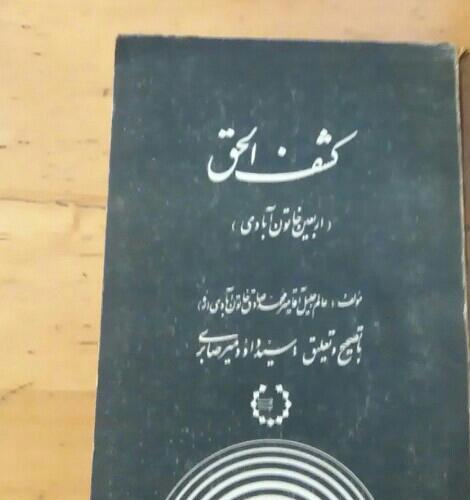 کشف الحق
(اربعین خاتون آبادی)
مؤلف: عالم جلیل آقا میر محمد صادق خاتون آبادی (ره)
با تصحیح و تعلیق: سید داود میرصابری